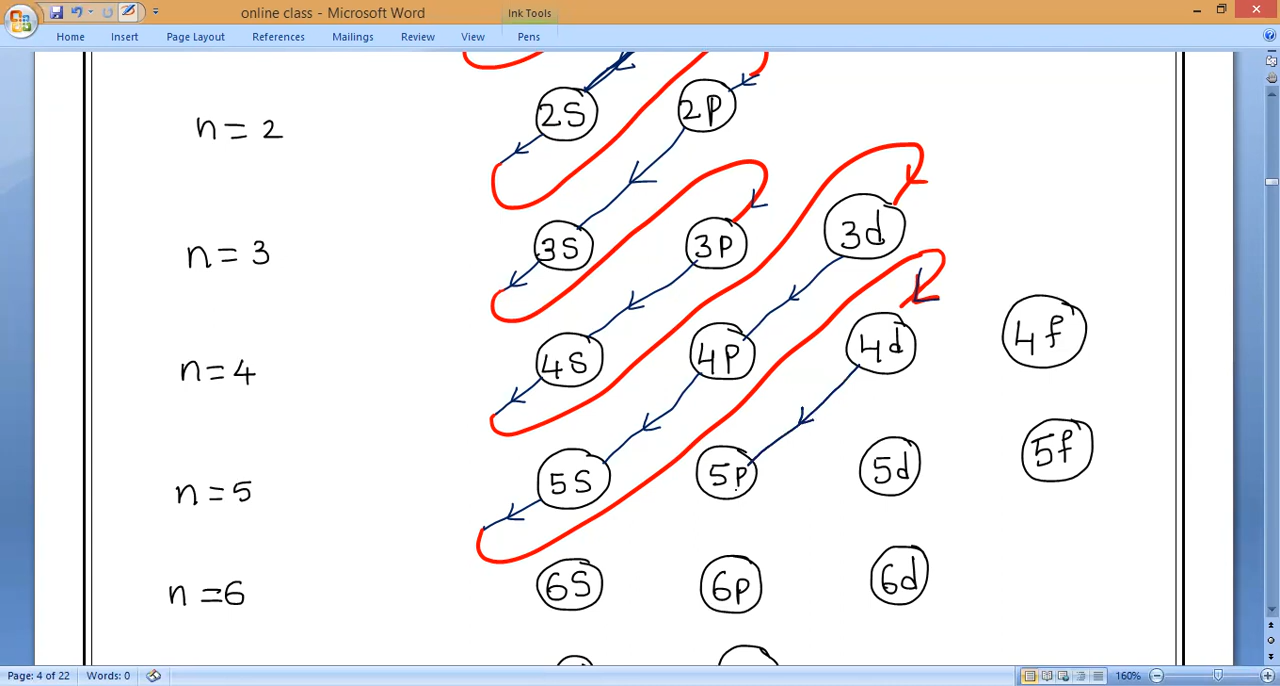 online class - Microsoft Word
Ink Tools
Home Insert Page Layout References Mailings Review View Pens
n = 2 2S 2P
n = 3 3S 3P 3d
n = 4 4S 4P 4d 4f
n = 5 5S 5P 5d 5f
n = 6 6S 6P 6d
Page: 4 of 22 Words: 0 160%